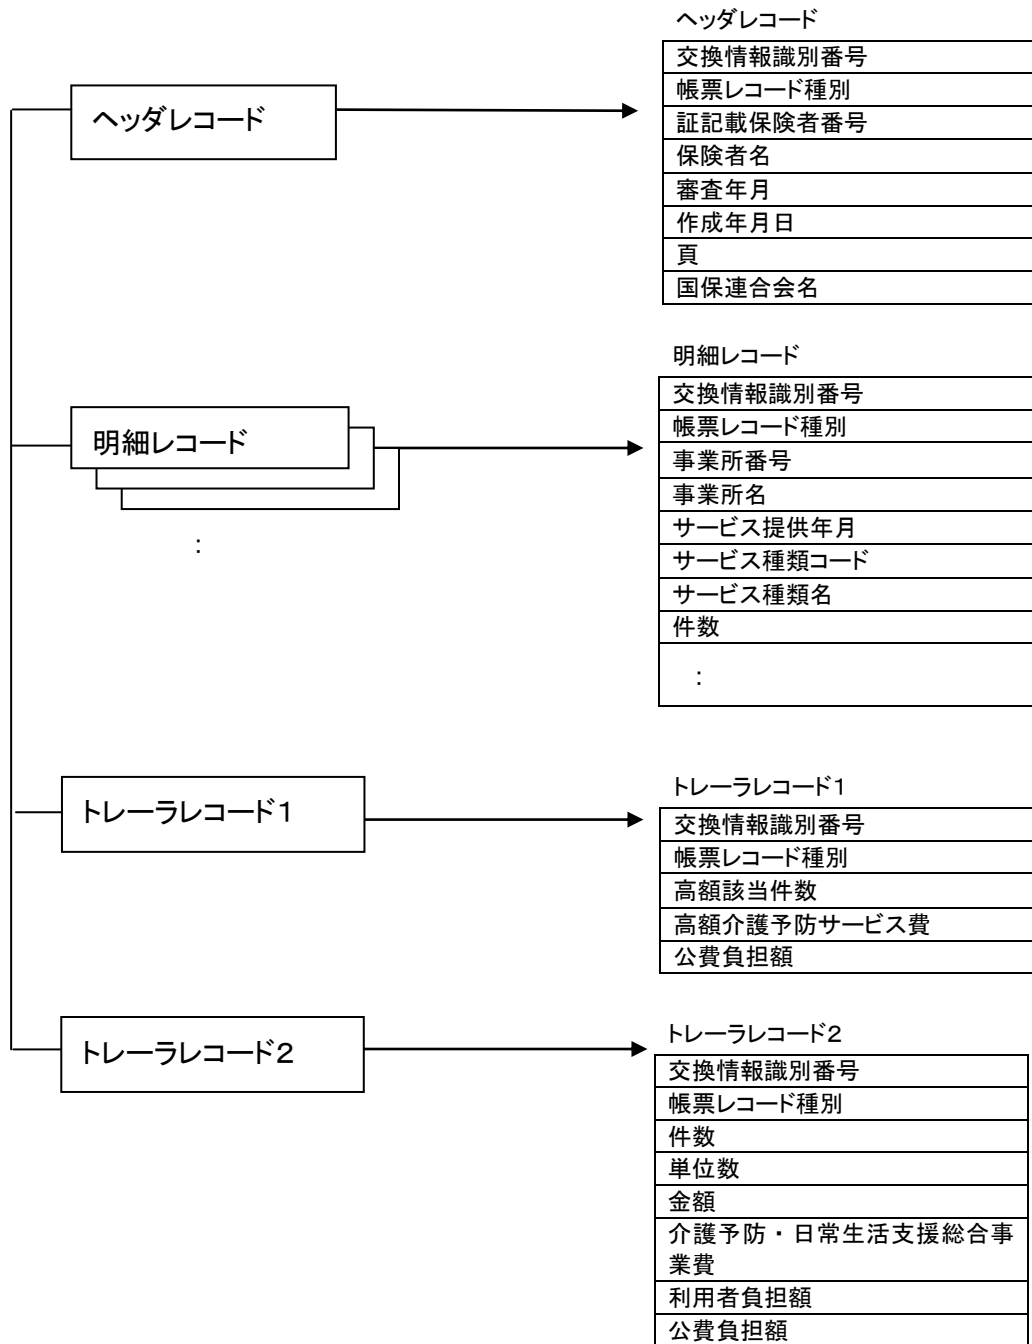 ヘッダレコード
交換情報識別番号
帳票レコード種別
証記載保険者番号
保険者名
審査年月
作成年月日
頁
国保連合会名
ヘッダレコード
明細レコード
交換情報識別番号
帳票レコード種別
事業所番号
事業所名
サービス提供年月
サービス種類コード
サービス種類名
件数
:
明細レコード
:
トレーラレコード1
トレーラレコード1
交換情報識別番号
帳票レコード種別
高額該当件数
高額介護予防サービス費
公費負担額
トレーラレコード2
トレーラレコード2
交換情報識別番号
帳票レコード種別
件数
単位数
金額
介護予防・日常生活支援総合事
業費
利用者負担額
公費負担額